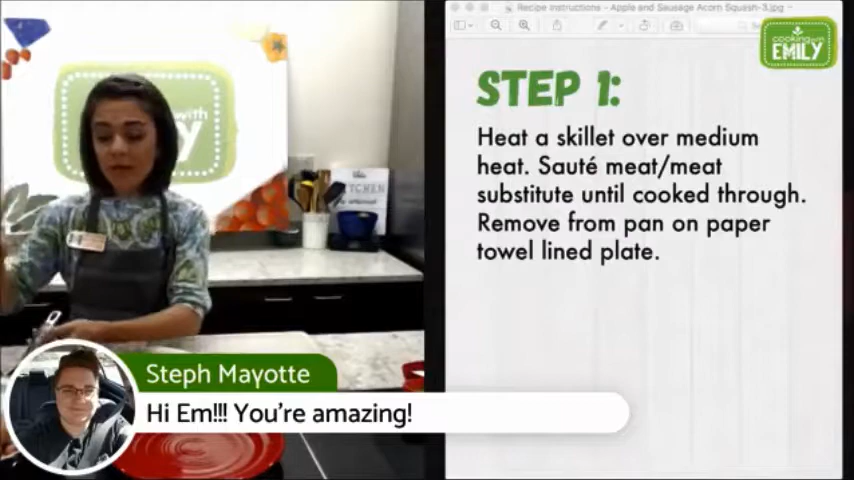 Recipe Instructions - Apple and Sausage Acorn Squash-3.jpg
cooking with
EMILY
STEP 1:
Heat a skillet over medium
heat. Sauté meat/meat
substitute until cooked through.
Remove from pan on paper
towel lined plate.
with
KITCHEN
Steph Mayotte
Hi Em!!! You're amazing!